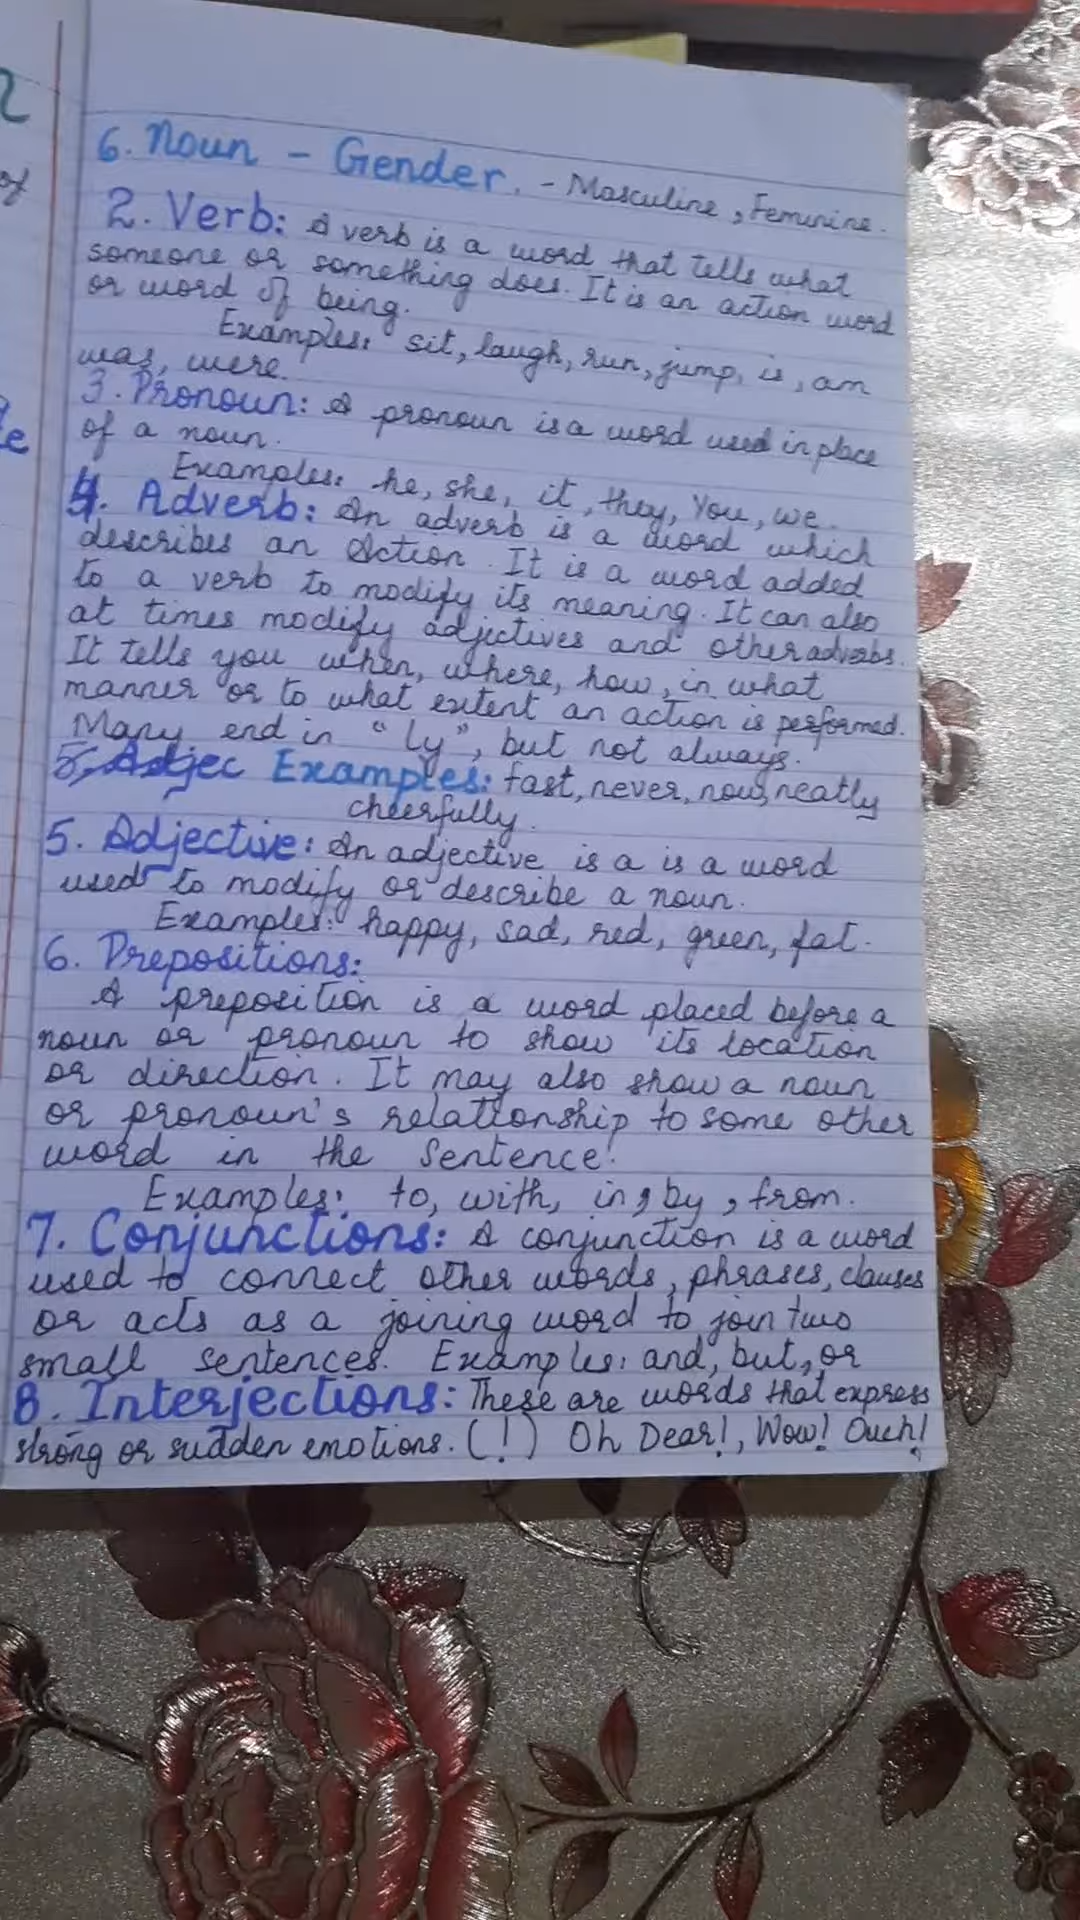 6. Noun - Gender. - Masculine, Feminine.
2. Verb: A verb is a word that tells what
someone or something does. It is an action word
or word of being.
Examples: sit, laugh, run, jump, is, am
was, were.
3. Pronoun: A pronoun is a word used in place
of a noun.
Examples: he, she, it, they, You, we.
4. Adverb: An adverb is a word which
describes an Action. It is a word added
to a verb to modify its meaning. It can also
at times modify adjectives and other adverbs.
It tells you when, where, how, in what
manner or to what extent an action is performed.
Many end in "ly", but not always.
5. Adjec Examples: fast, never, now, neatly
cheerfully.
5. Adjective: An adjective is a is a word
used to modify or describe a noun.
Examples: happy, sad, red, green, fat.
6. Prepositions:
A preposition is a word placed before a
noun or pronoun to show its location
or direction. It may also show a noun
or pronoun's relationship to some other
word in the Sentence.
Examples: to, with, in, by, from.
7. Conjunctions: A conjunction is a word
used to connect other words, phrases, clauses
or acts as a joining word to join two
small sentences. Examples: and, but, or
8. Interjections: These are words that express
strong or sudden emotions. (!) Oh Dear!, Wow! Ouch!